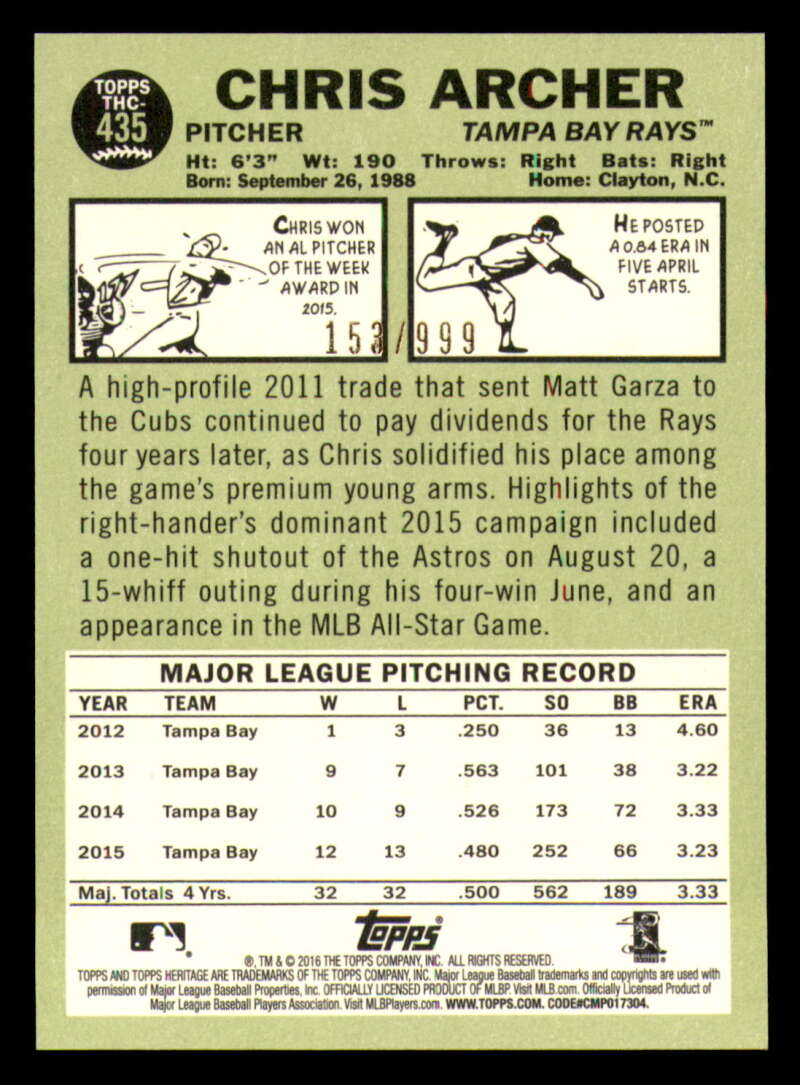 TOPPS
THC-
435
CHRIS ARCHER
PITCHER TAMPA BAY RAYS™
Ht: 6'3" Wt: 190 Throws: Right Bats: Right
Born: September 26, 1988 Home: Clayton, N.C.
CHRIS WON
AN AL PITCHER
OF THE WEEK
AWARD IN
2015.
HE POSTED
A 0.84 ERA IN
FIVE APRIL
STARTS.
153/999
A high-profile 2011 trade that sent Matt Garza to
the Cubs continued to pay dividends for the Rays
four years later, as Chris solidified his place among
the game's premium young arms. Highlights of the
right-hander's dominant 2015 campaign included
a one-hit shutout of the Astros on August 20, a
15-whiff outing during his four-win June, and an
appearance in the MLB All-Star Game.
MAJOR LEAGUE PITCHING RECORD
YEAR TEAM W L PCT. SO BB ERA
2012 Tampa Bay 1 3 .250 36 13 4.60
2013 Tampa Bay 9 7 .563 101 38 3.22
2014 Tampa Bay 10 9 .526 173 72 3.33
2015 Tampa Bay 12 13 .480 252 66 3.23
Maj. Totals 4 Yrs. 32 32 .500 562 189 3.33
Topps®
®, TM & © 2016 THE TOPPS COMPANY, INC. ALL RIGHTS RESERVED.
TOPPS AND TOPPS HERITAGE ARE TRADEMARKS OF THE TOPPS COMPANY, INC. Major League Baseball trademarks and copyrights are used with
permission of Major League Baseball Properties, Inc. OFFICIALLY LICENSED PRODUCT OF MLBP. Visit MLB.com. Officially Licensed Product of
Major League Baseball Players Association. Visit MLBPlayers.com. WWW.TOPPS.COM. CODE#CMP017304.